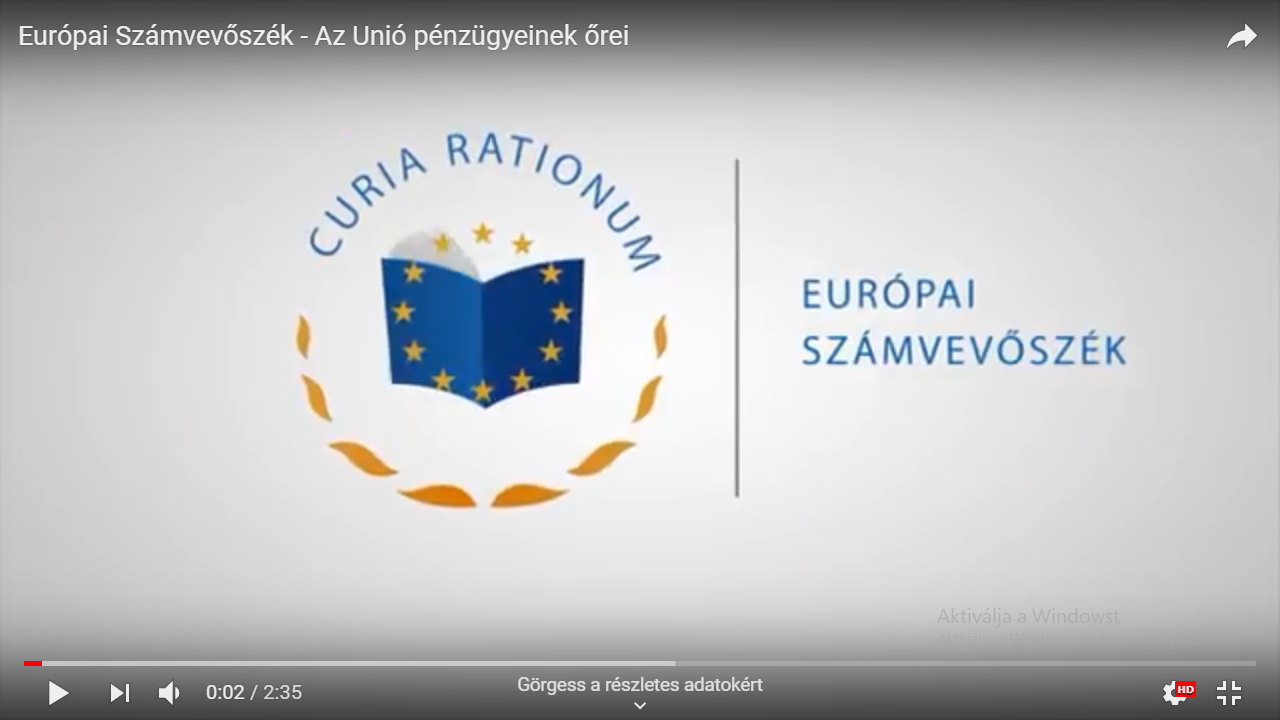 Európai Számvevőszék - Az Unió pénzügyeinek őrei
CURIA RATIONUM
EURÓPAI
SZÁMVEVŐSZÉK
Aktiválja a Windowst
0:02 / 2:35
Görgess a részletes adatokért
HD